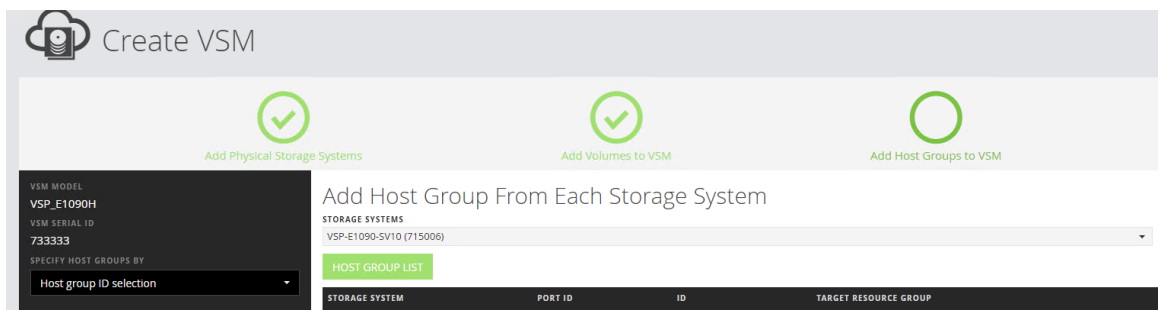 Create VSM
Add Physical Storage Systems
Add Volumes to VSM
Add Host Groups to VSM
VSM MODEL
VSP_E1090H
VSM SERIAL ID
733333
SPECIFY HOST GROUPS BY
Host group ID selection
Add Host Group From Each Storage System
STORAGE SYSTEMS
VSP-E1090-SV10 (715006)
HOST GROUP LIST
STORAGE SYSTEM PORT ID ID TARGET RESOURCE GROUP